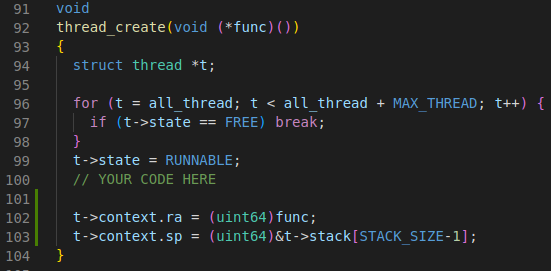 91 void
92 thread_create(void (*func)())
93 {
94   struct thread *t;
95
96   for (t = all_thread; t < all_thread + MAX_THREAD; t++) {
97     if (t->state == FREE) break;
98   }
99   t->state = RUNNABLE;
100   // YOUR CODE HERE
101
102   t->context.ra = (uint64)func;
103   t->context.sp = (uint64)&t->stack[STACK_SIZE-1];
104 }